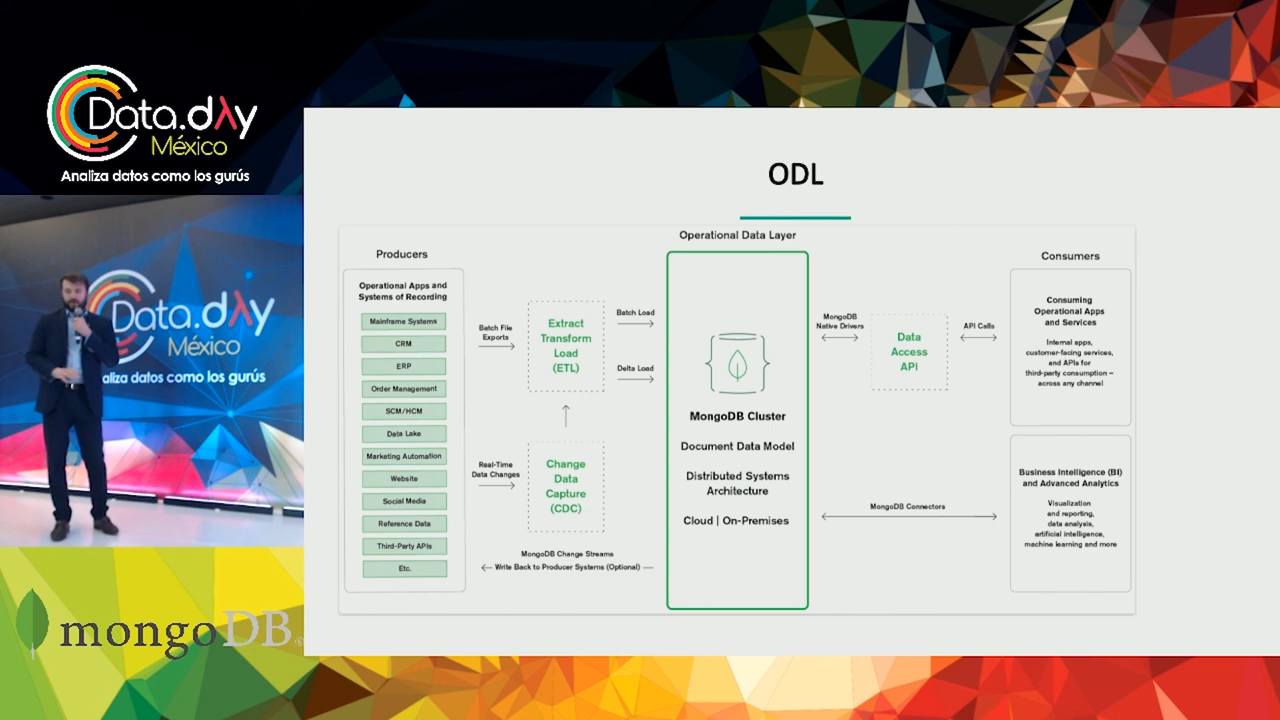 Data.dAy
México
Analiza datos como los gurús
Data.dAy
México
aliza datos como los gurús
mongoDB
ODL
Operational Data Layer
Producers
Operational Apps and
Systems of Recording
Mainframe Systems
CRM
ERP
Order Management
SCM/HCM
Data Lake
Marketing Automation
Website
Social Media
Reference Data
Third-Party APIs
Etc.
Batch File
Exports
Extract
Transform
Load
(ETL)
Batch Load
Delta Load
Real-Time
Data Changes
Change
Data
Capture
(CDC)
MongoDB Change Streams
Write Back to Producer Systems (Optional)
MongoDB Cluster
Document Data Model
Distributed Systems
Architecture
Cloud | On-Premises
MongoDB
Native Drivers
Data
Access
API
API Calls
MongoDB Connectors
Consumers
Consuming
Operational Apps
and Services
Internal apps,
customer-facing services,
and APIs for
third-party consumption –
across any channel
Business Intelligence (BI)
and Advanced Analytics
Visualization
and reporting,
data analysis,
artificial intelligence,
machine learning and more